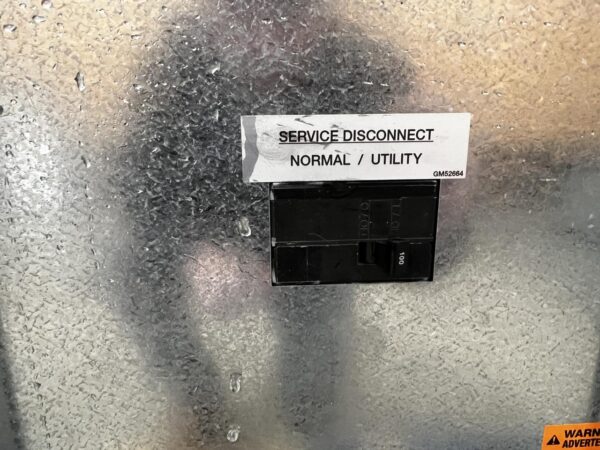 SERVICE DISCONNECT
NORMAL / UTILITY
GM52664
100
WARN
ADVERTE